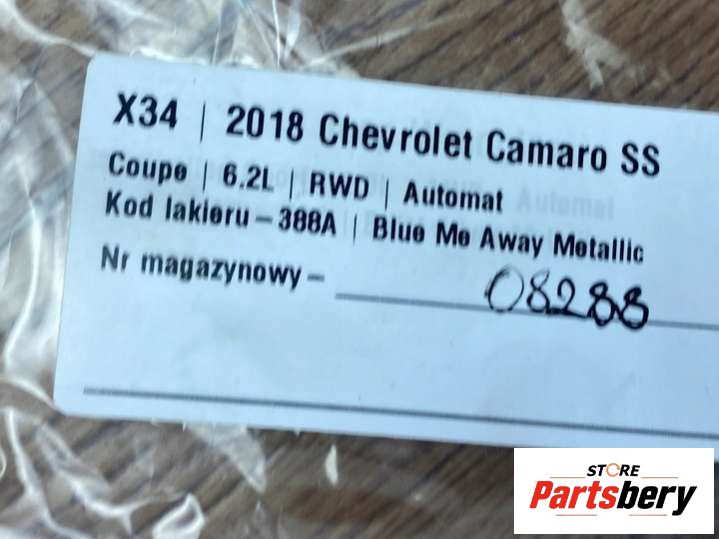 X34 | 2018 Chevrolet Camaro SS
Coupe | 6.2L | RWD | Automat
Kod lakieru – 388A | Blue Me Away Metallic
Nr magazynowy – 08288
STORE
Partsbery